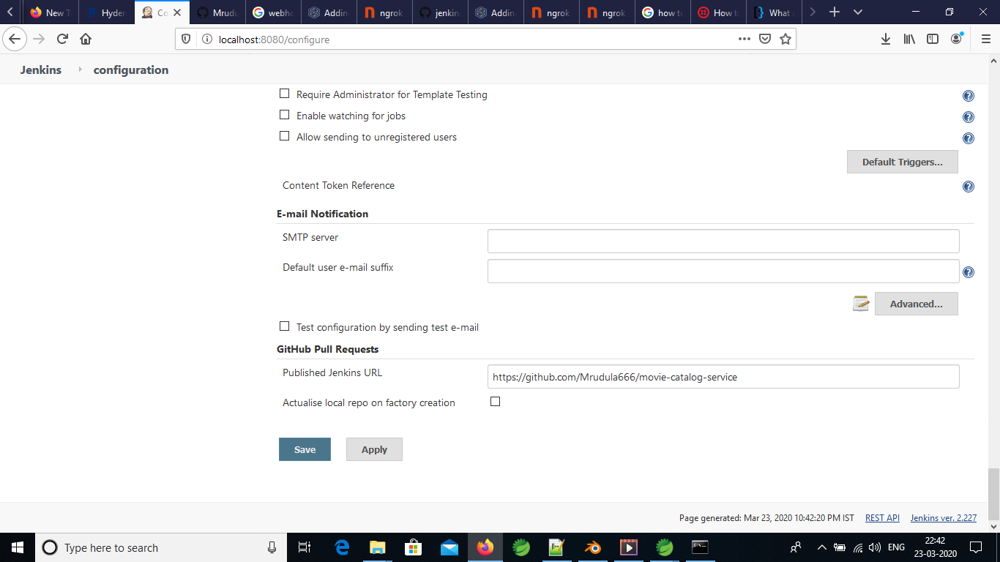 New T
Hyder
Co
Mrudu
webho
Addin
ngrok
jenkin
Addin
ngrok
ngrok
how to
How to
What a
localhost:8080/configure
Jenkins
configuration
Require Administrator for Template Testing
Enable watching for jobs
Allow sending to unregistered users
Default Triggers...
Content Token Reference
E-mail Notification
SMTP server
Default user e-mail suffix
Advanced...
Test configuration by sending test e-mail
GitHub Pull Requests
Published Jenkins URL
https://github.com/Mrudula666/movie-catalog-service
Actualise local repo on factory creation
Save
Apply
Page generated: Mar 23, 2020 10:42:20 PM IST
REST API
Jenkins ver. 2.227
Type here to search
ENG
22:42
23-03-2020